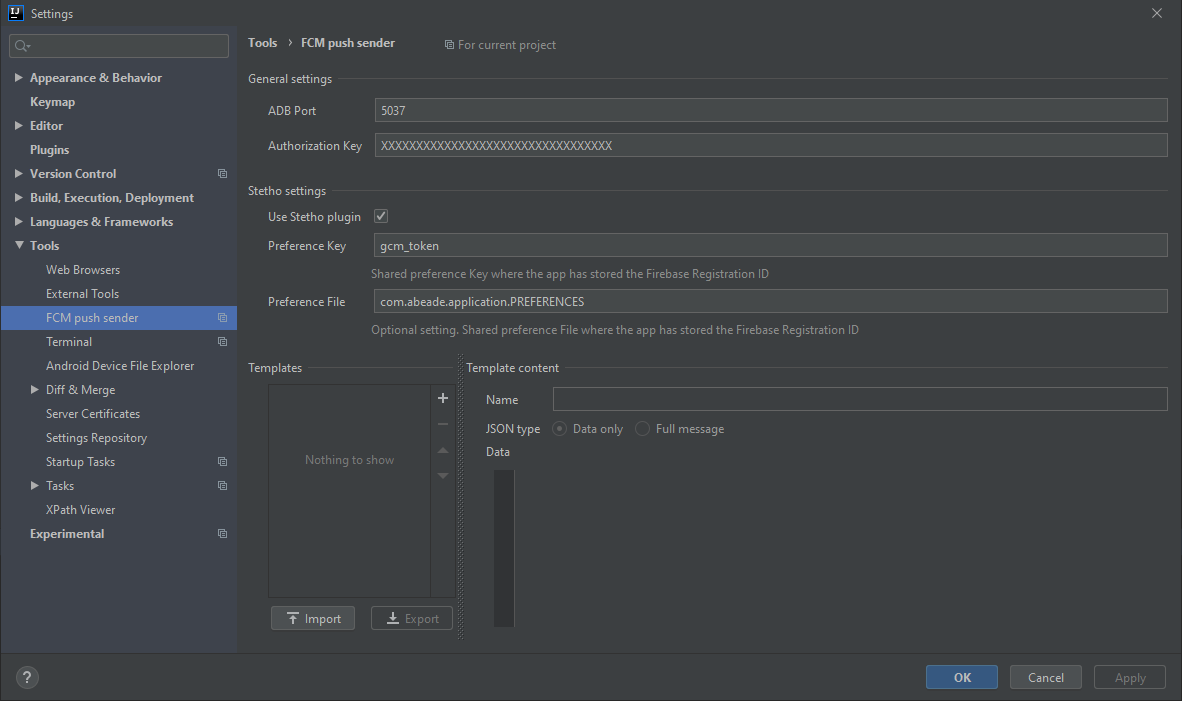 IJ Settings
Appearance & Behavior
Keymap
Editor
Plugins
Version Control
Build, Execution, Deployment
Languages & Frameworks
Tools
Web Browsers
External Tools
FCM push sender
Terminal
Android Device File Explorer
Diff & Merge
Server Certificates
Settings Repository
Startup Tasks
Tasks
XPath Viewer
Experimental
Tools › FCM push sender For current project
General settings
ADB Port 5037
Authorization Key XXXXXXXXXXXXXXXXXXXXXXXXXXXXXXXXX
Stetho settings
Use Stetho plugin
Preference Key gcm_token
Shared preference Key where the app has stored the Firebase Registration ID
Preference File com.abeade.application.PREFERENCES
Optional setting. Shared preference File where the app has stored the Firebase Registration ID
Templates
Nothing to show
Import Export
Template content
Name
JSON type Data only Full message
Data
? OK Cancel Apply